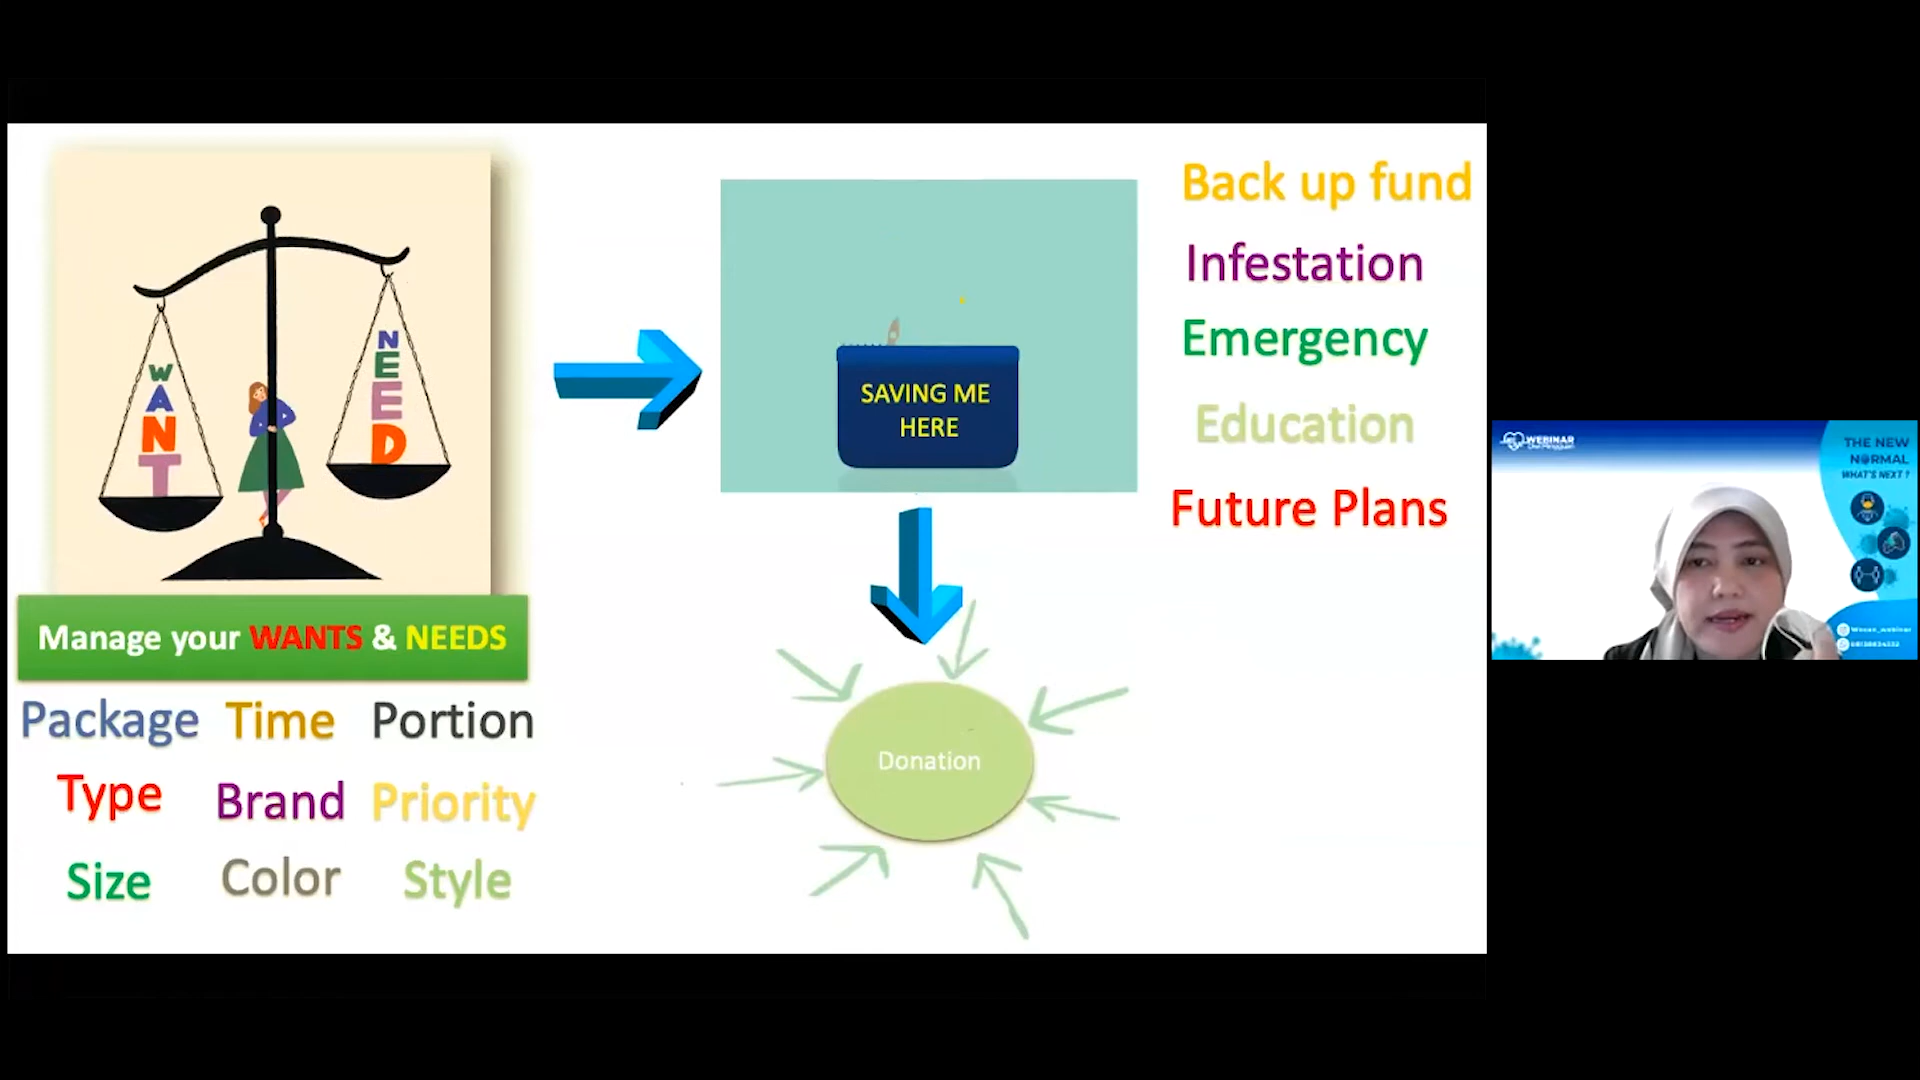 WANT
NEED
Manage your WANTS & NEEDS
Package Time Portion
Type Brand Priority
Size Color Style
SAVING ME
HERE
Donation
Back up fund
Infestation
Emergency
Education
Future Plans
WEBINAR
THE NEW
NORMAL
WHAT'S NEXT ?